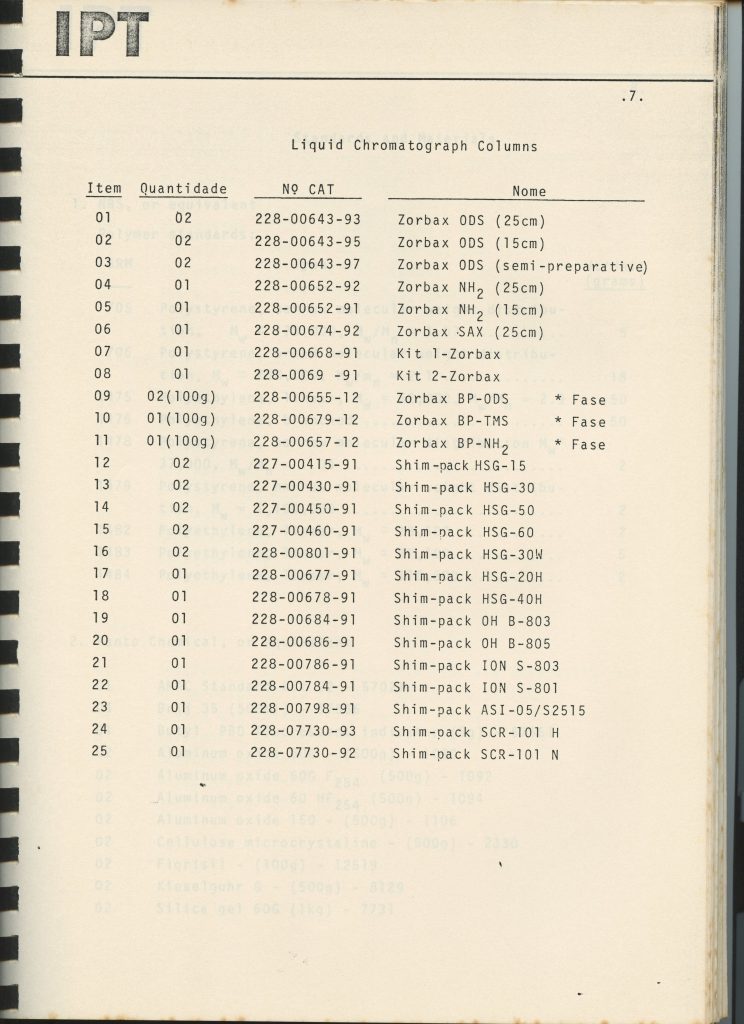 IPT
.7.
Liquid Chromatograph Columns
Item Quantidade Nº CAT Nome
01 02 228-00643-93 Zorbax ODS (25cm)
02 02 228-00643-95 Zorbax ODS (15cm)
03 02 228-00643-97 Zorbax ODS (semi-preparative)
04 01 228-00652-92 Zorbax NH2 (25cm)
05 01 228-00652-91 Zorbax NH2 (15cm)
06 01 228-00674-92 Zorbax SAX (25cm)
07 01 228-00668-91 Kit 1-Zorbax
08 01 228-0069 -91 Kit 2-Zorbax
09 02(100g) 228-00655-12 Zorbax BP-ODS * Fase
10 01(100g) 228-00679-12 Zorbax BP-TMS * Fase
11 01(100g) 228-00657-12 Zorbax BP-NH2 * Fase
12 02 227-00415-91 Shim-pack HSG-15
13 02 227-00430-91 Shim-pack HSG-30
14 02 227-00450-91 Shim-pack HSG-50
15 02 227-00460-91 Shim-pack HSG-60
16 02 228-00801-91 Shim-pack HSG-30W
17 01 228-00677-91 Shim-pack HSG-20H
18 01 228-00678-91 Shim-pack HSG-40H
19 01 228-00684-91 Shim-pack OH B-803
20 01 228-00686-91 Shim-pack OH B-805
21 01 228-00786-91 Shim-pack ION S-803
22 01 228-00784-91 Shim-pack ION S-801
23 01 228-00798-91 Shim-pack ASI-05/S2515
24 01 228-07730-93 Shim-pack SCR-101 H
25 01 228-07730-92 Shim-pack SCR-101 N